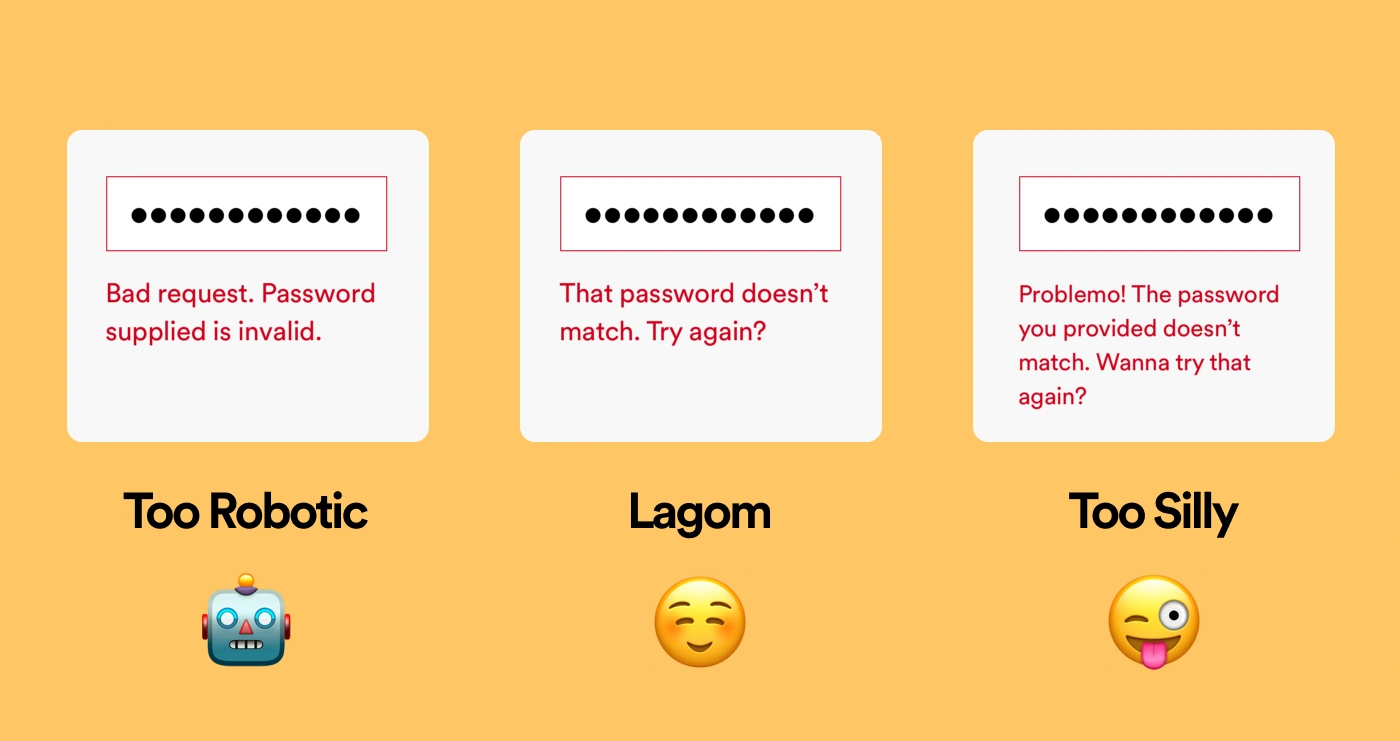 Bad request. Password
supplied is invalid.
That password doesn’t
match. Try again?
Problemo! The password
you provided doesn’t
match. Wanna try that
again?
Too Robotic
Lagom
Too Silly